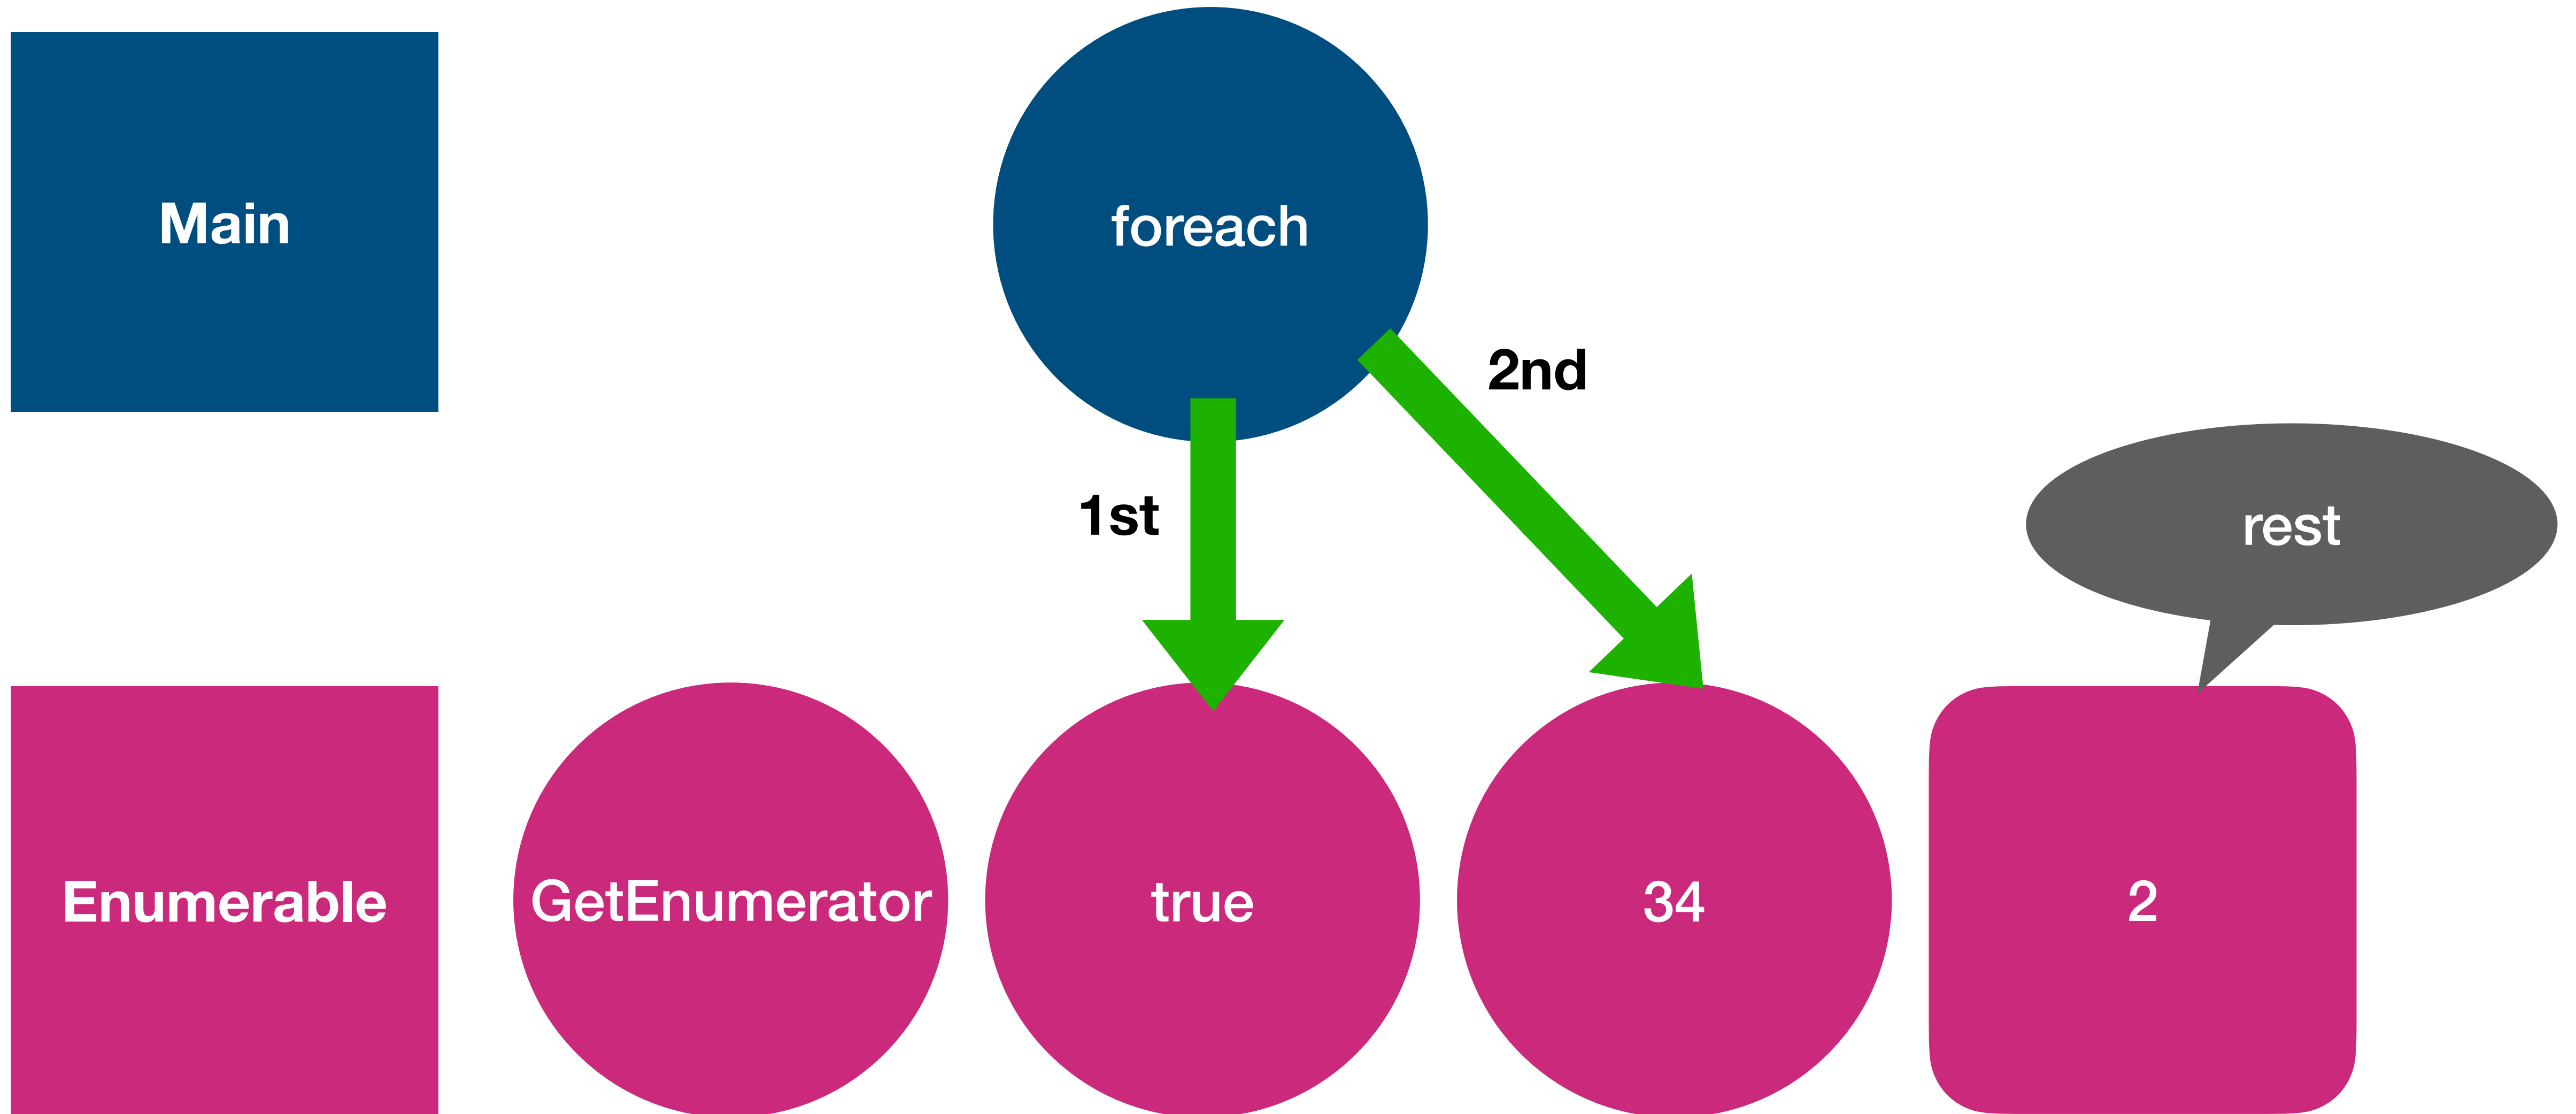 Main
foreach
2nd
1st
rest
Enumerable
GetEnumerator
true
34
2